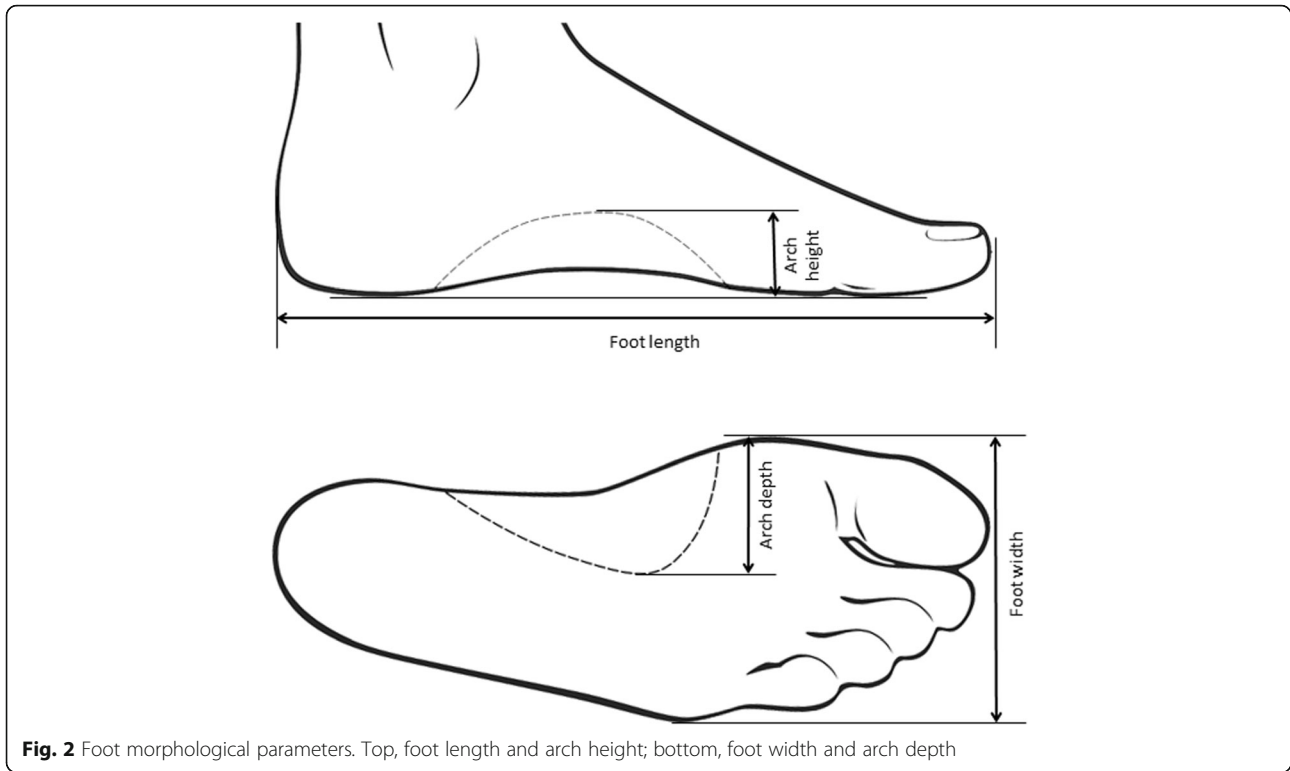 Arch
height
Foot length
Arch depth
Foot width
Fig. 2 Foot morphological parameters. Top, foot length and arch height; bottom, foot width and arch depth